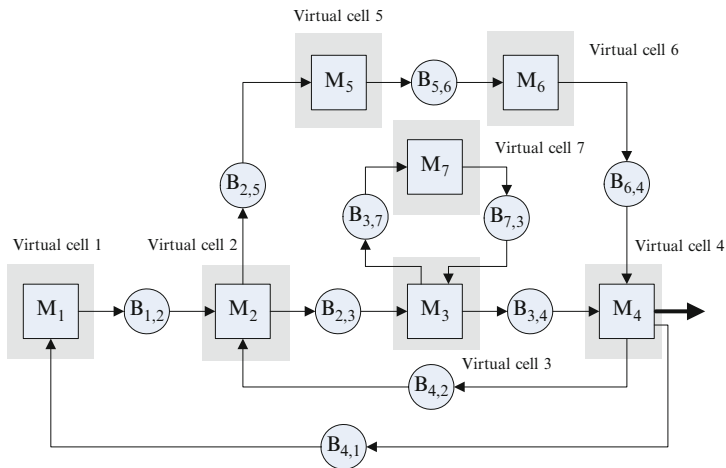 Virtual cell 5
Virtual cell 6
M5
B5,6
M6
Virtual cell 7
M7
B2,5
B6,4
B3,7
B7,3
Virtual cell 1
Virtual cell 2
Virtual cell 4
M1
B1,2
M2
B2,3
M3
B3,4
M4
Virtual cell 3
B4,2
B4,1